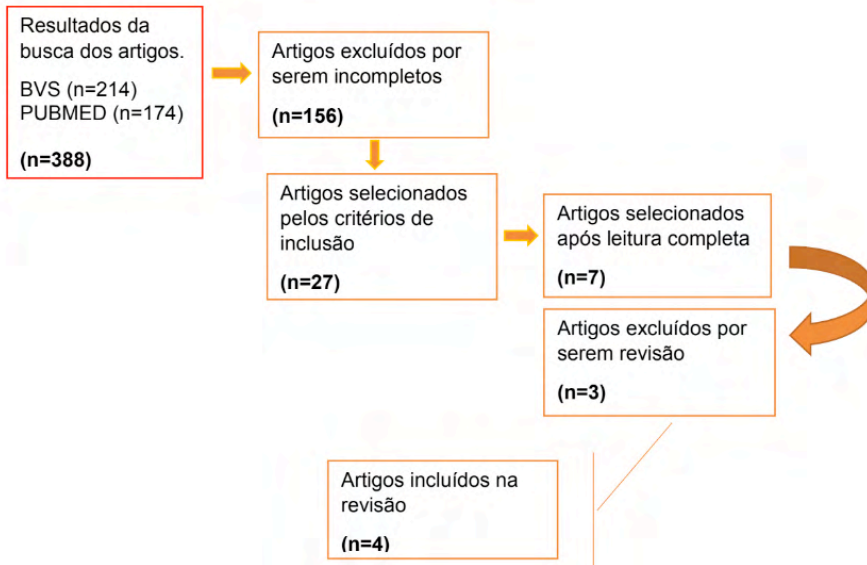 Resultados da
busca dos artigos.
BVS (n=214)
PUBMED (n=174)
(n=388)
Artigos excluídos por
serem incompletos
(n=156)
Artigos selecionados
pelos critérios de
inclusão
(n=27)
Artigos selecionados
após leitura completa
(n=7)
Artigos excluídos por
serem revisão
(n=3)
Artigos incluídos na
revisão
(n=4)